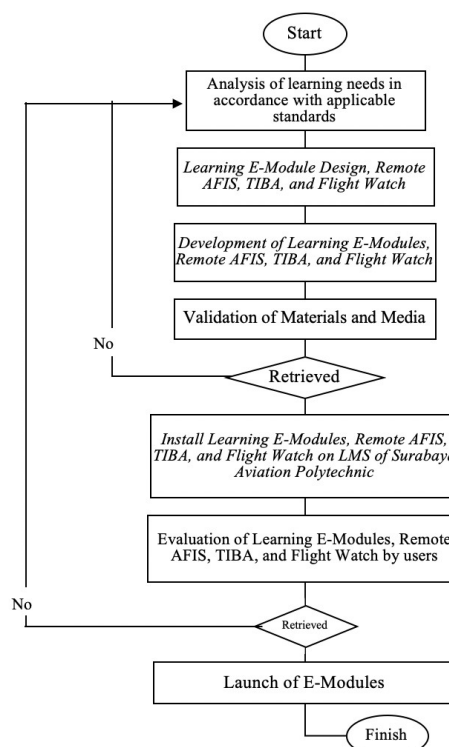 Start
Analysis of learning needs in
accordance with applicable
standards
Learning E-Module Design, Remote
AFIS, TIBA, and Flight Watch
Development of Learning E-Modules,
Remote AFIS, TIBA, and Flight Watch
Validation of Materials and Media
No
Retrieved
Install Learning E-Modules, Remote AFIS,
TIBA, and Flight Watch on LMS of Surabaya
Aviation Polytechnic
Evaluation of Learning E-Modules, Remote
AFIS, TIBA, and Flight Watch by users
No
Retrieved
Launch of E-Modules
Finish